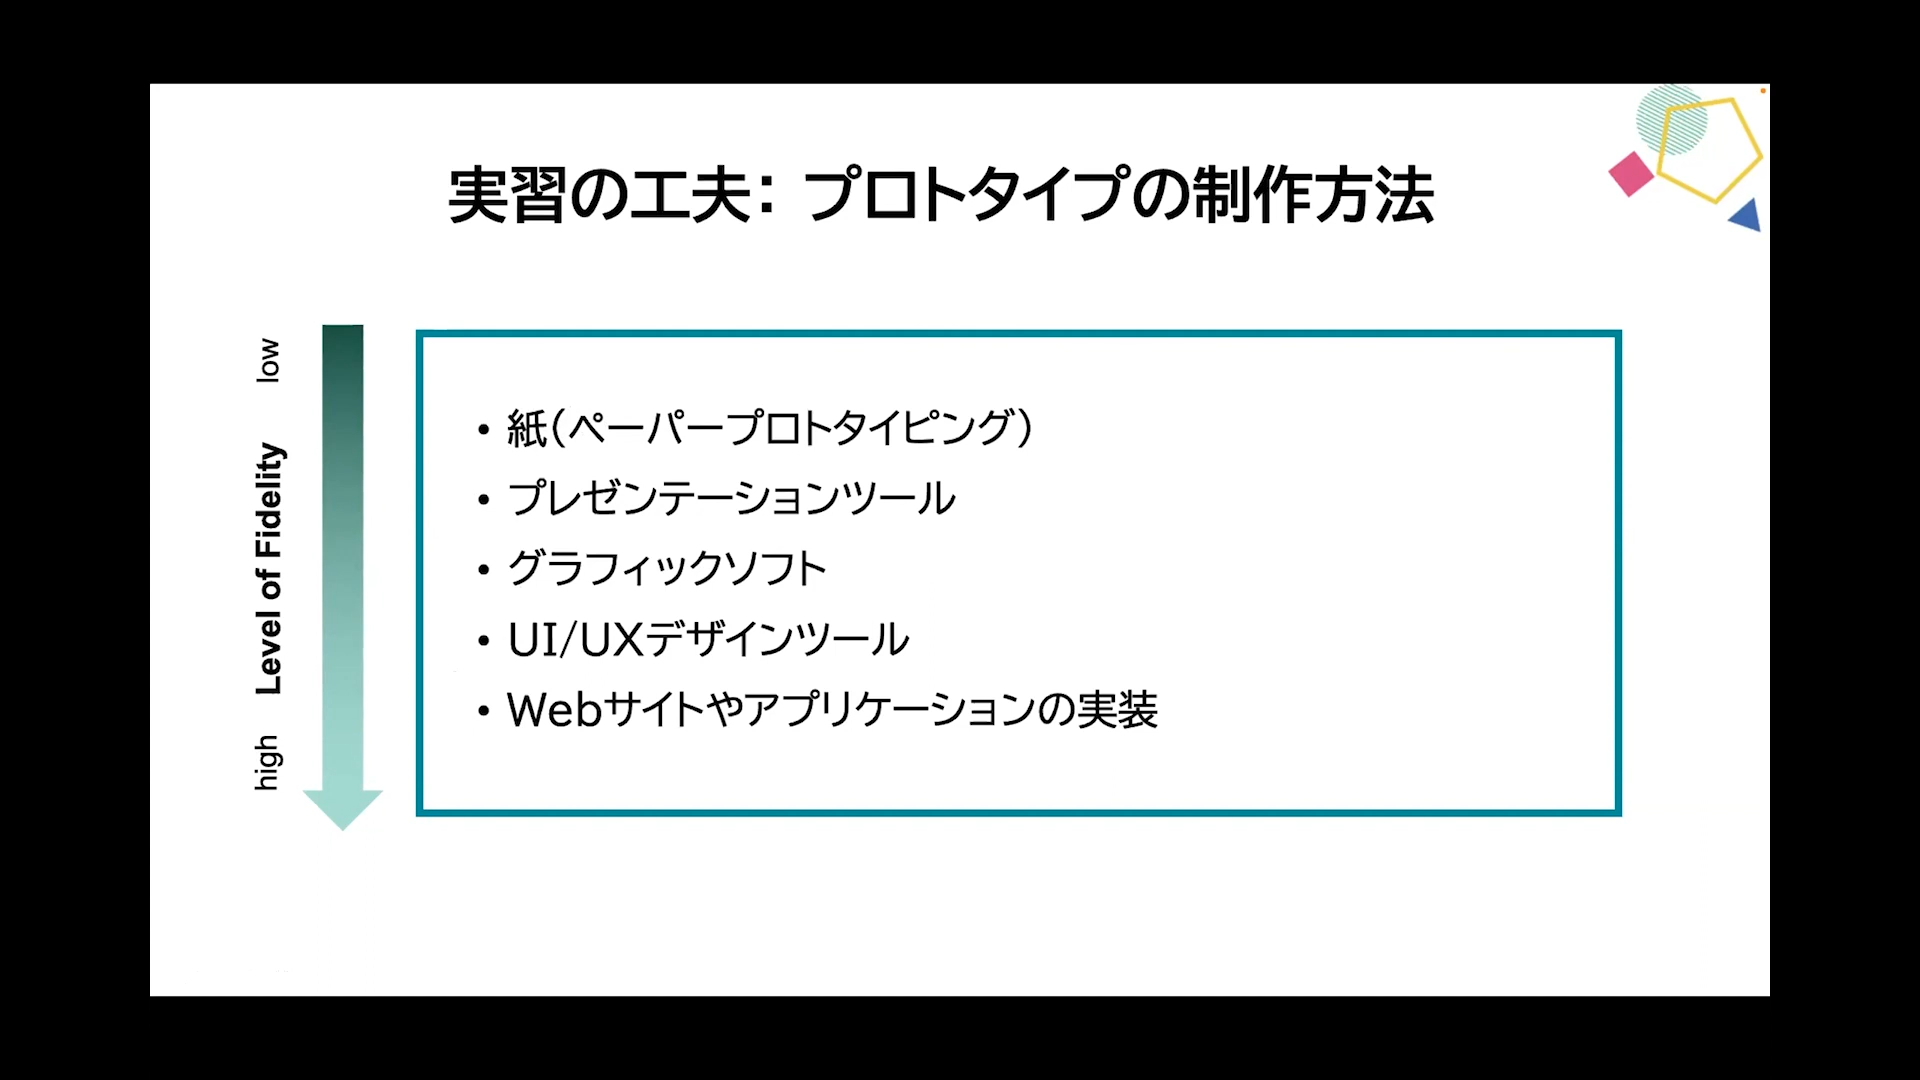 実習の工夫：プロトタイプの制作方法
low
Level of Fidelity
high
• 紙（ペーパープロトタイピング）
• プレゼンテーションツール
• グラフィックソフト
• UI/UXデザインツール
• Webサイトやアプリケーションの実装